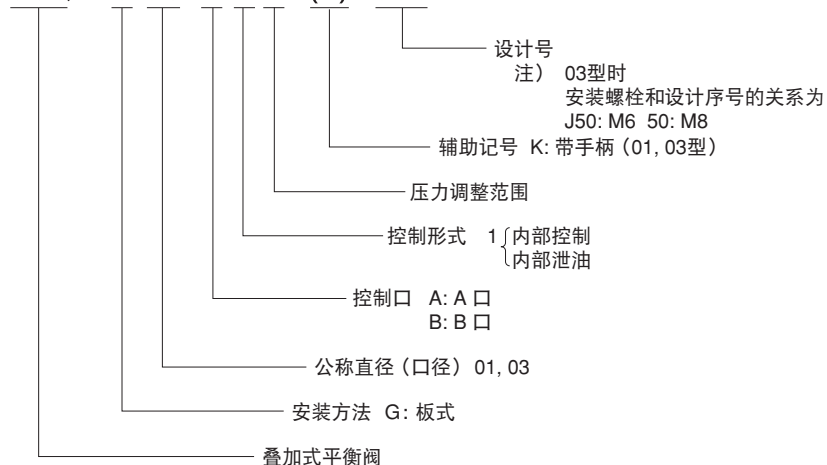 设计号
注） 03型时
安装螺栓和设计序号的关系为
J50: M6 50: M8
辅助记号 K: 带手柄（01, 03型）
压力调整范围
控制形式 1 内部控制
内部泄油
控制口 A: A 口
B: B 口
公称直径（口径）01, 03
安装方法 G: 板式
叠加式平衡阀